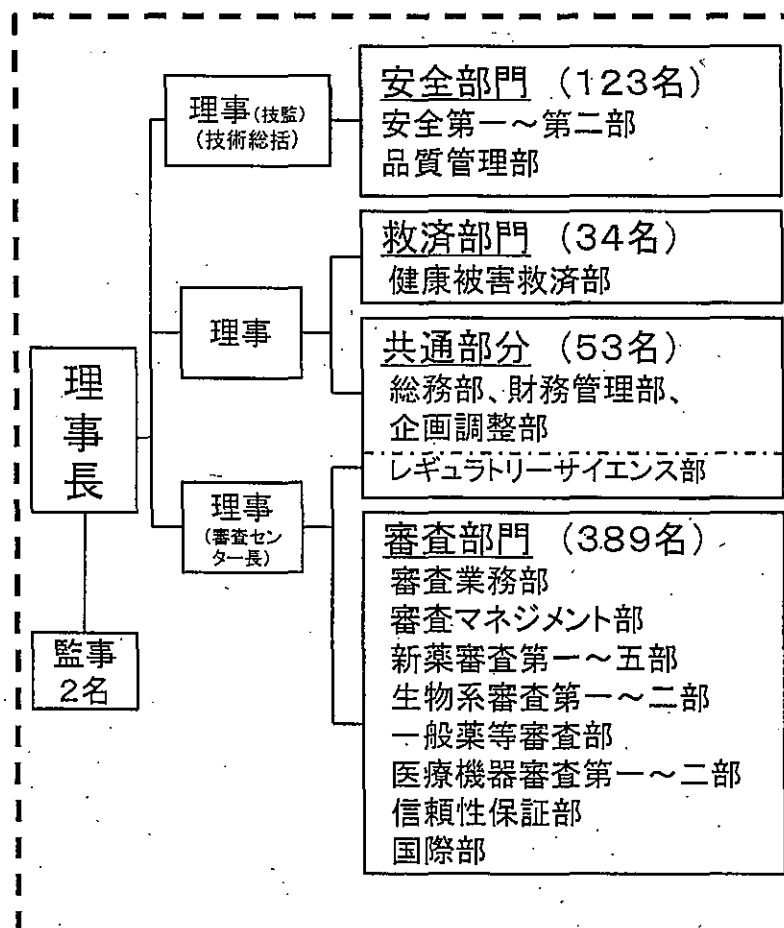 理事長
監事
2名
理事(技監)
(技術総括)
理事
理事
(審査セン
ター長)
安全部門 (123名)
安全第一～第二部
品質管理部
救済部門 (34名)
健康被害救済部
共通部分 (53名)
総務部、財務管理部、
企画調整部
レギュラトリーサイエンス部
審査部門 (389名)
審査業務部
審査マネジメント部
新薬審査第一～五部
生物系審査第一～二部
一般薬等審査部
医療機器審査第一～二部
信頼性保証部
国際部